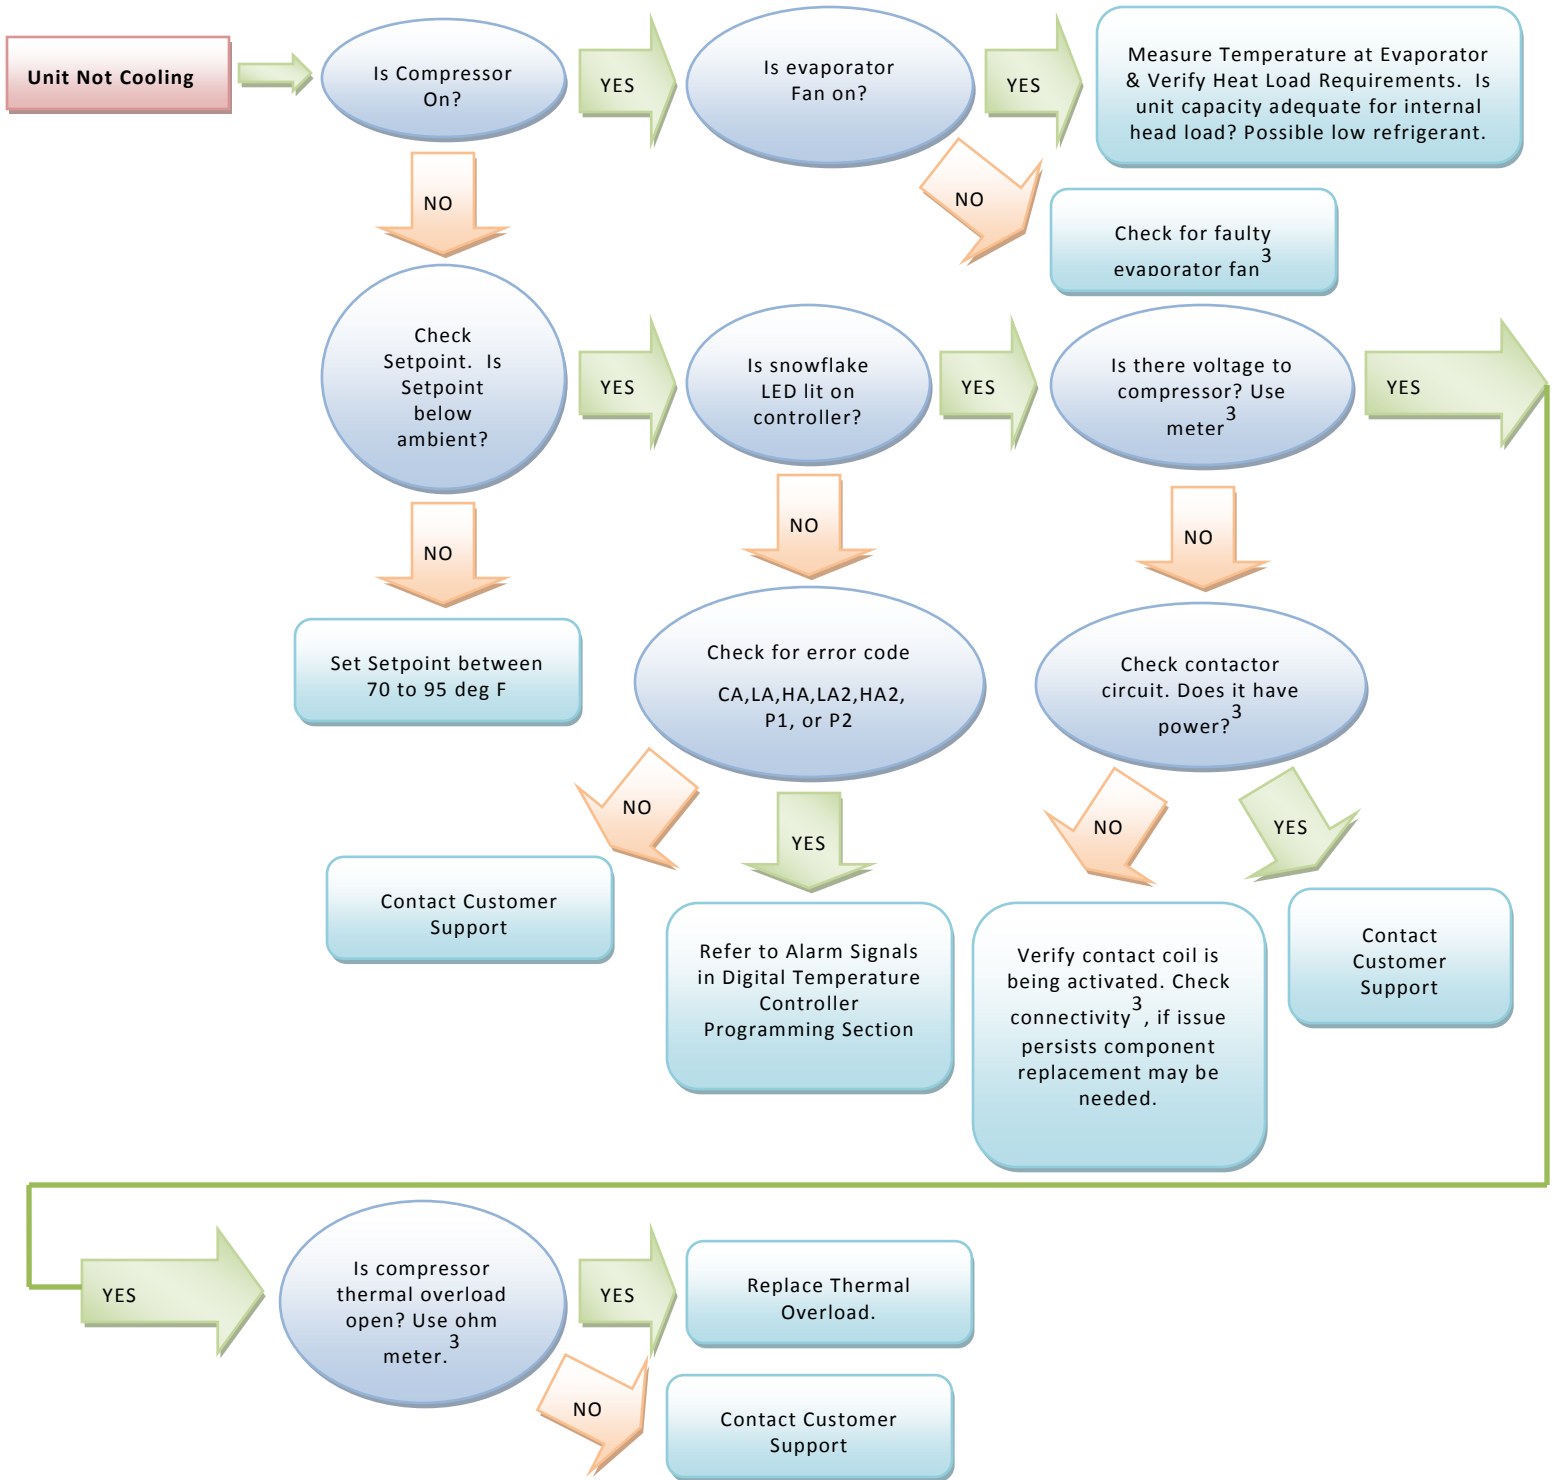 Unit Not Cooling
Is Compressor
On?
YES
Is evaporator
Fan on?
YES
Measure Temperature at Evaporator
& Verify Heat Load Requirements. Is
unit capacity adequate for internal
head load? Possible low refrigerant.
NO
NO
Check for faulty
evaporator fan3
Check
Setpoint. Is
Setpoint
below
ambient?
YES
Is snowflake
LED lit on
controller?
YES
Is there voltage to
compressor? Use
meter3
YES
NO
NO
NO
Set Setpoint between
70 to 95 deg F
Check for error code
CA,LA,HA,LA2,HA2,
P1, or P2
Check contactor
circuit. Does it have
power?3
NO
YES
NO
YES
Contact Customer
Support
Refer to Alarm Signals
in Digital Temperature
Controller
Programming Section
Verify contact coil is
being activated. Check
connectivity3, if issue
persists component
replacement may be
needed.
Contact
Customer
Support
YES
Is compressor
thermal overload
open? Use ohm
meter.3
YES
Replace Thermal
Overload.
NO
Contact Customer
Support